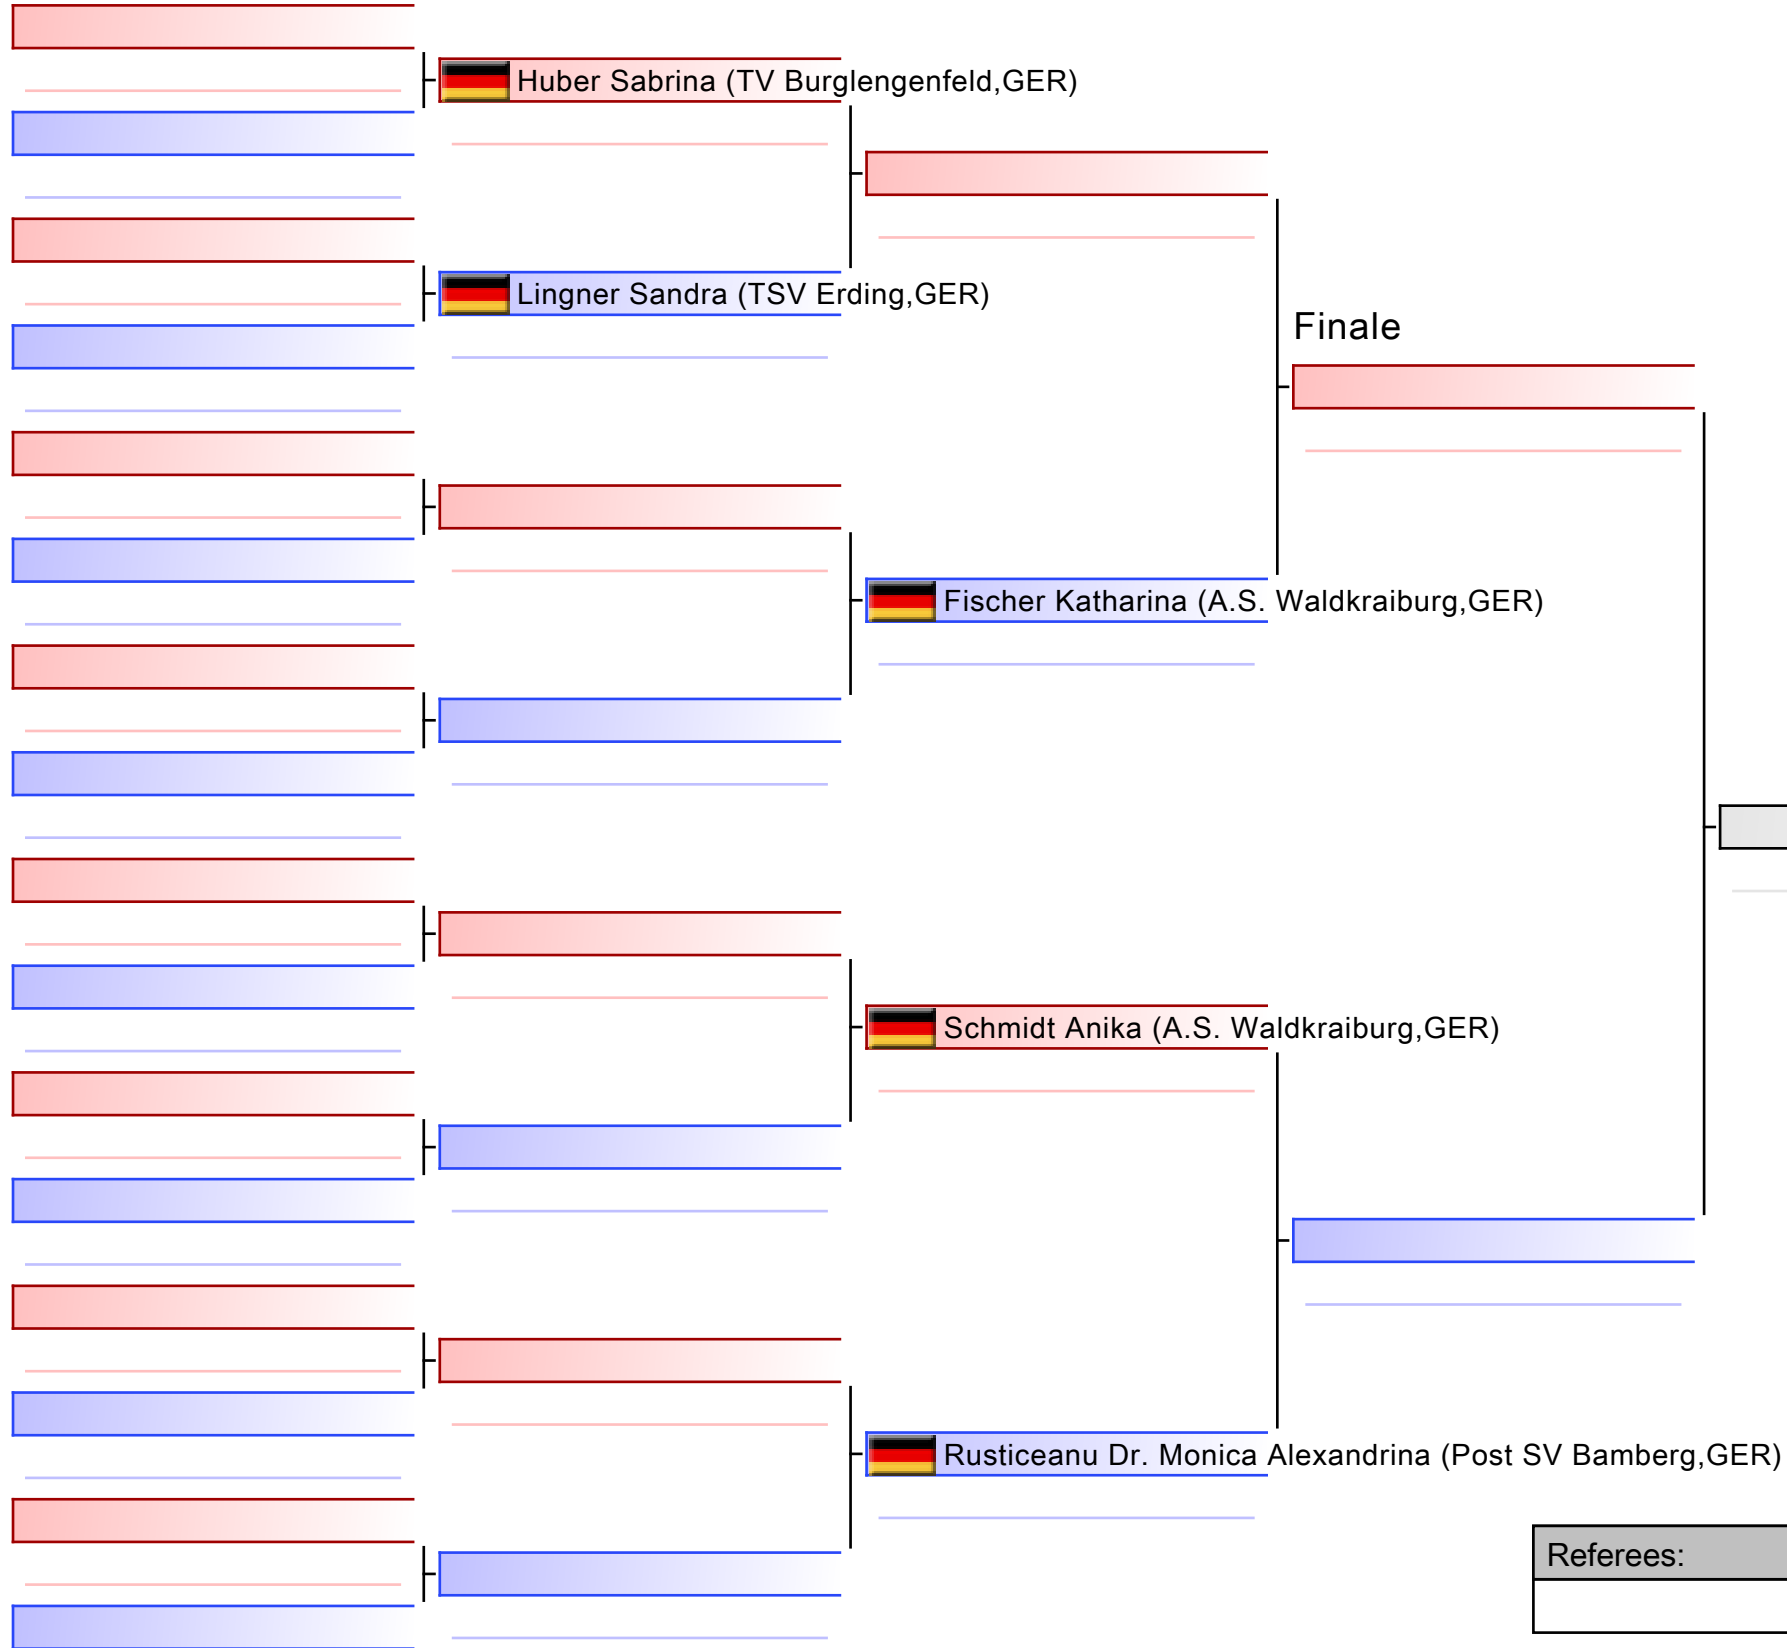 Huber Sabrina (TV Burglengenfeld,GER)
Lingner Sandra (TSV Erding,GER)
Finale
Fischer Katharina (A.S. Waldkraiburg,GER)
Schmidt Anika (A.S. Waldkraiburg,GER)
Rusticeanu Dr. Monica Alexandrina (Post SV Bamberg,GER)
Referees: